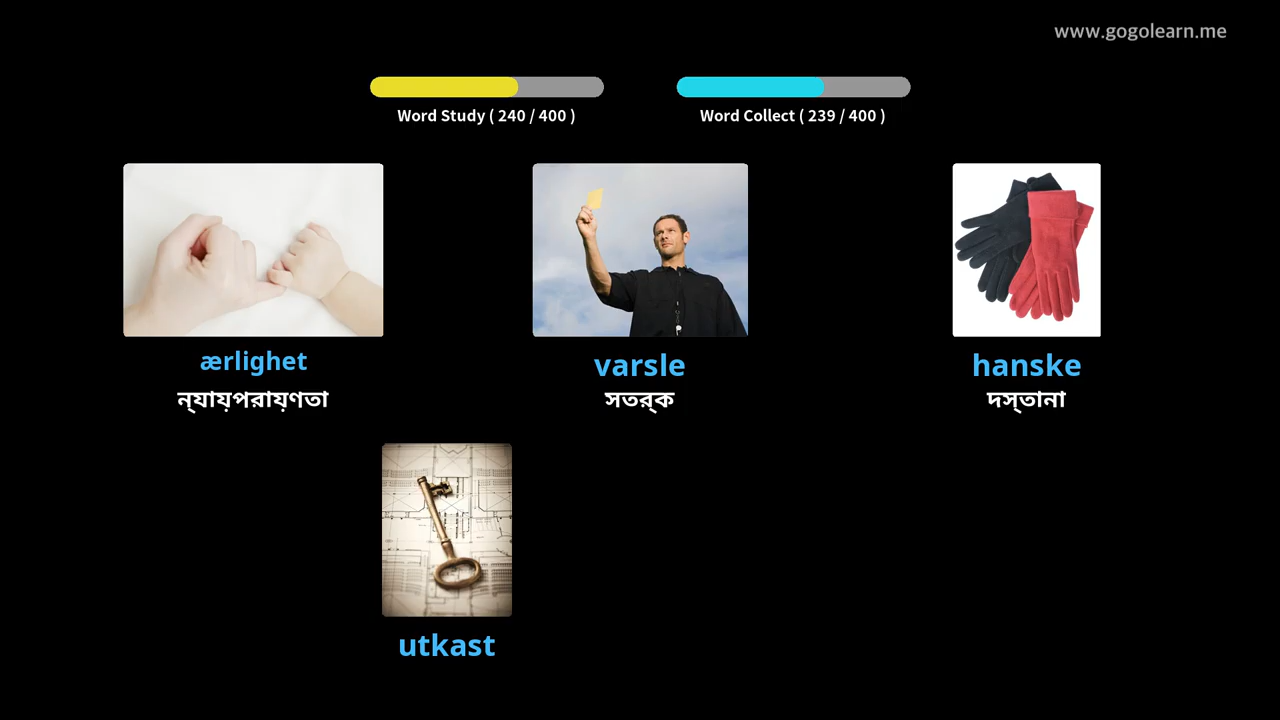 www.gogolearn.me
Word Study ( 240 / 400 )
Word Collect ( 239 / 400 )
ærlighet
varsle
hanske
ন্যায়পরায়ণতা
সতর্ক
দস্তানা
utkast